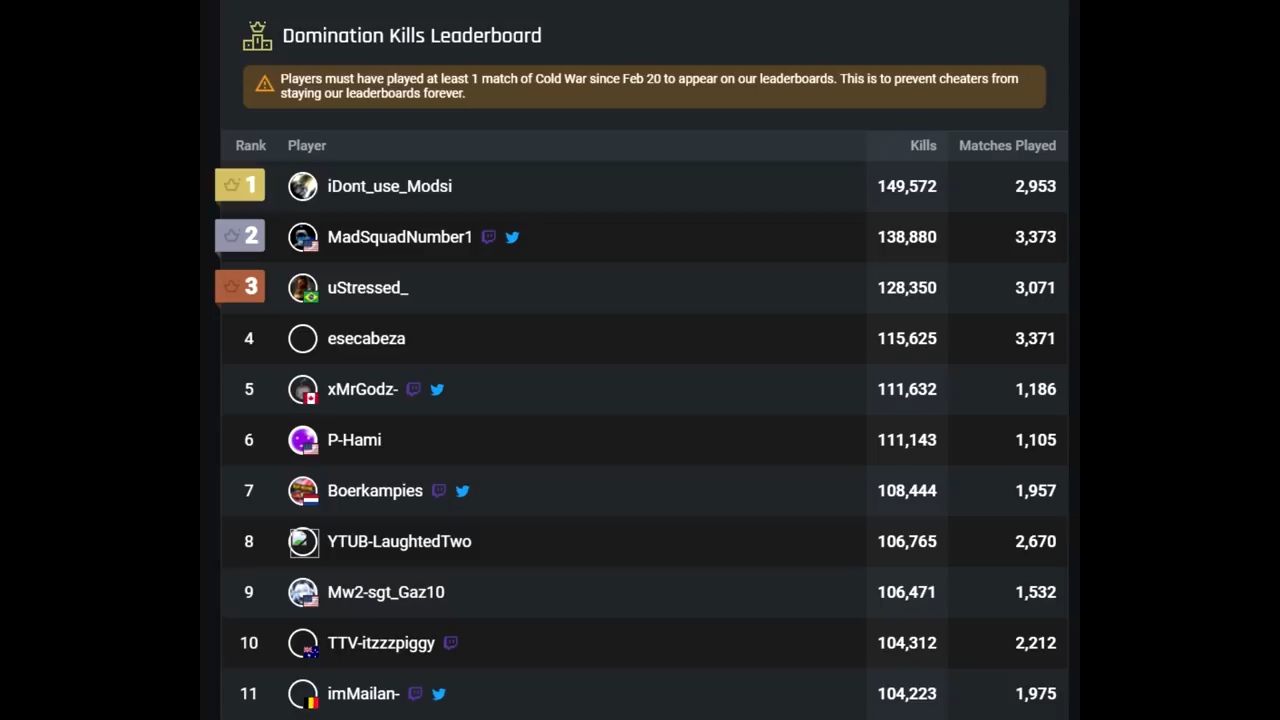 Domination Kills Leaderboard
Players must have played at least 1 match of Cold War since Feb 20 to appear on our leaderboards. This is to prevent cheaters from
staying our leaderboards forever.
Rank Player Kills Matches Played
1 iDont_use_Modsi 149,572 2,953
2 MadSquadNumber1 138,880 3,373
3 uStressed_ 128,350 3,071
4 esecabeza 115,625 3,371
5 xMrGodz- 111,632 1,186
6 P-Hami 111,143 1,105
7 Boerkampies 108,444 1,957
8 YTUB-LaughtedTwo 106,765 2,670
9 Mw2-sgt_Gaz10 106,471 1,532
10 TTV-itzzzpiggy 104,312 2,212
11 imMailan- 104,223 1,975